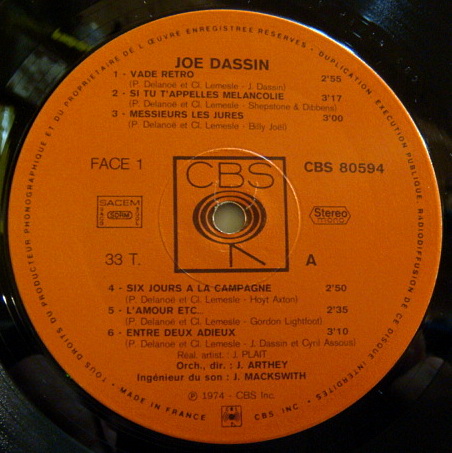 TOUS DROITS DU PRODUCTEUR PHONOGRAPHIQUE ET DU PROPRIETAIRE DE L'ŒUVRE ENREGISTREE RESERVES - DUPLICATION, EXECUTION PUBLIQUE, RADIODIFFUSION DE CE DISQUE INTERDITES.
JOE DASSIN
1 - VADE RETRO 2'55
(P. Delanoë et Cl. Lemesle - J. Dassin)
2 - SI TU T'APPELLES MELANCOLIE 3'17
(P. Delanoë et Cl. Lemesle - Shepstone & Dibbens)
3 - MESSIEURS LES JURES 3'00
(P. Delanoë et Cl. Lemesle - Billy Joël)
FACE 1
CBS
CBS 80594
SACEM
SDRM
Stereo
mono
33 T.
A
4 - SIX JOURS A LA CAMPAGNE 2'50
(P. Delanoë et Cl. Lemesle - Hoyt Axton)
5 - L'AMOUR ETC.. 2'35
(P. Delanoë et Cl. Lemesle - Gordon Lightfoot)
6 - ENTRE DEUX ADIEUX 3'10
(P. Delanoë et Cl. Lemesle - J. Dassin et Cyril Assous)
Réal. artist. : J. PLAIT
Orch., dir. : J. ARTHEY
Ingénieur du son : J. MACKSWITH
℗ 1974 - CBS Inc.
MADE IN FRANCE
CBS. INC.